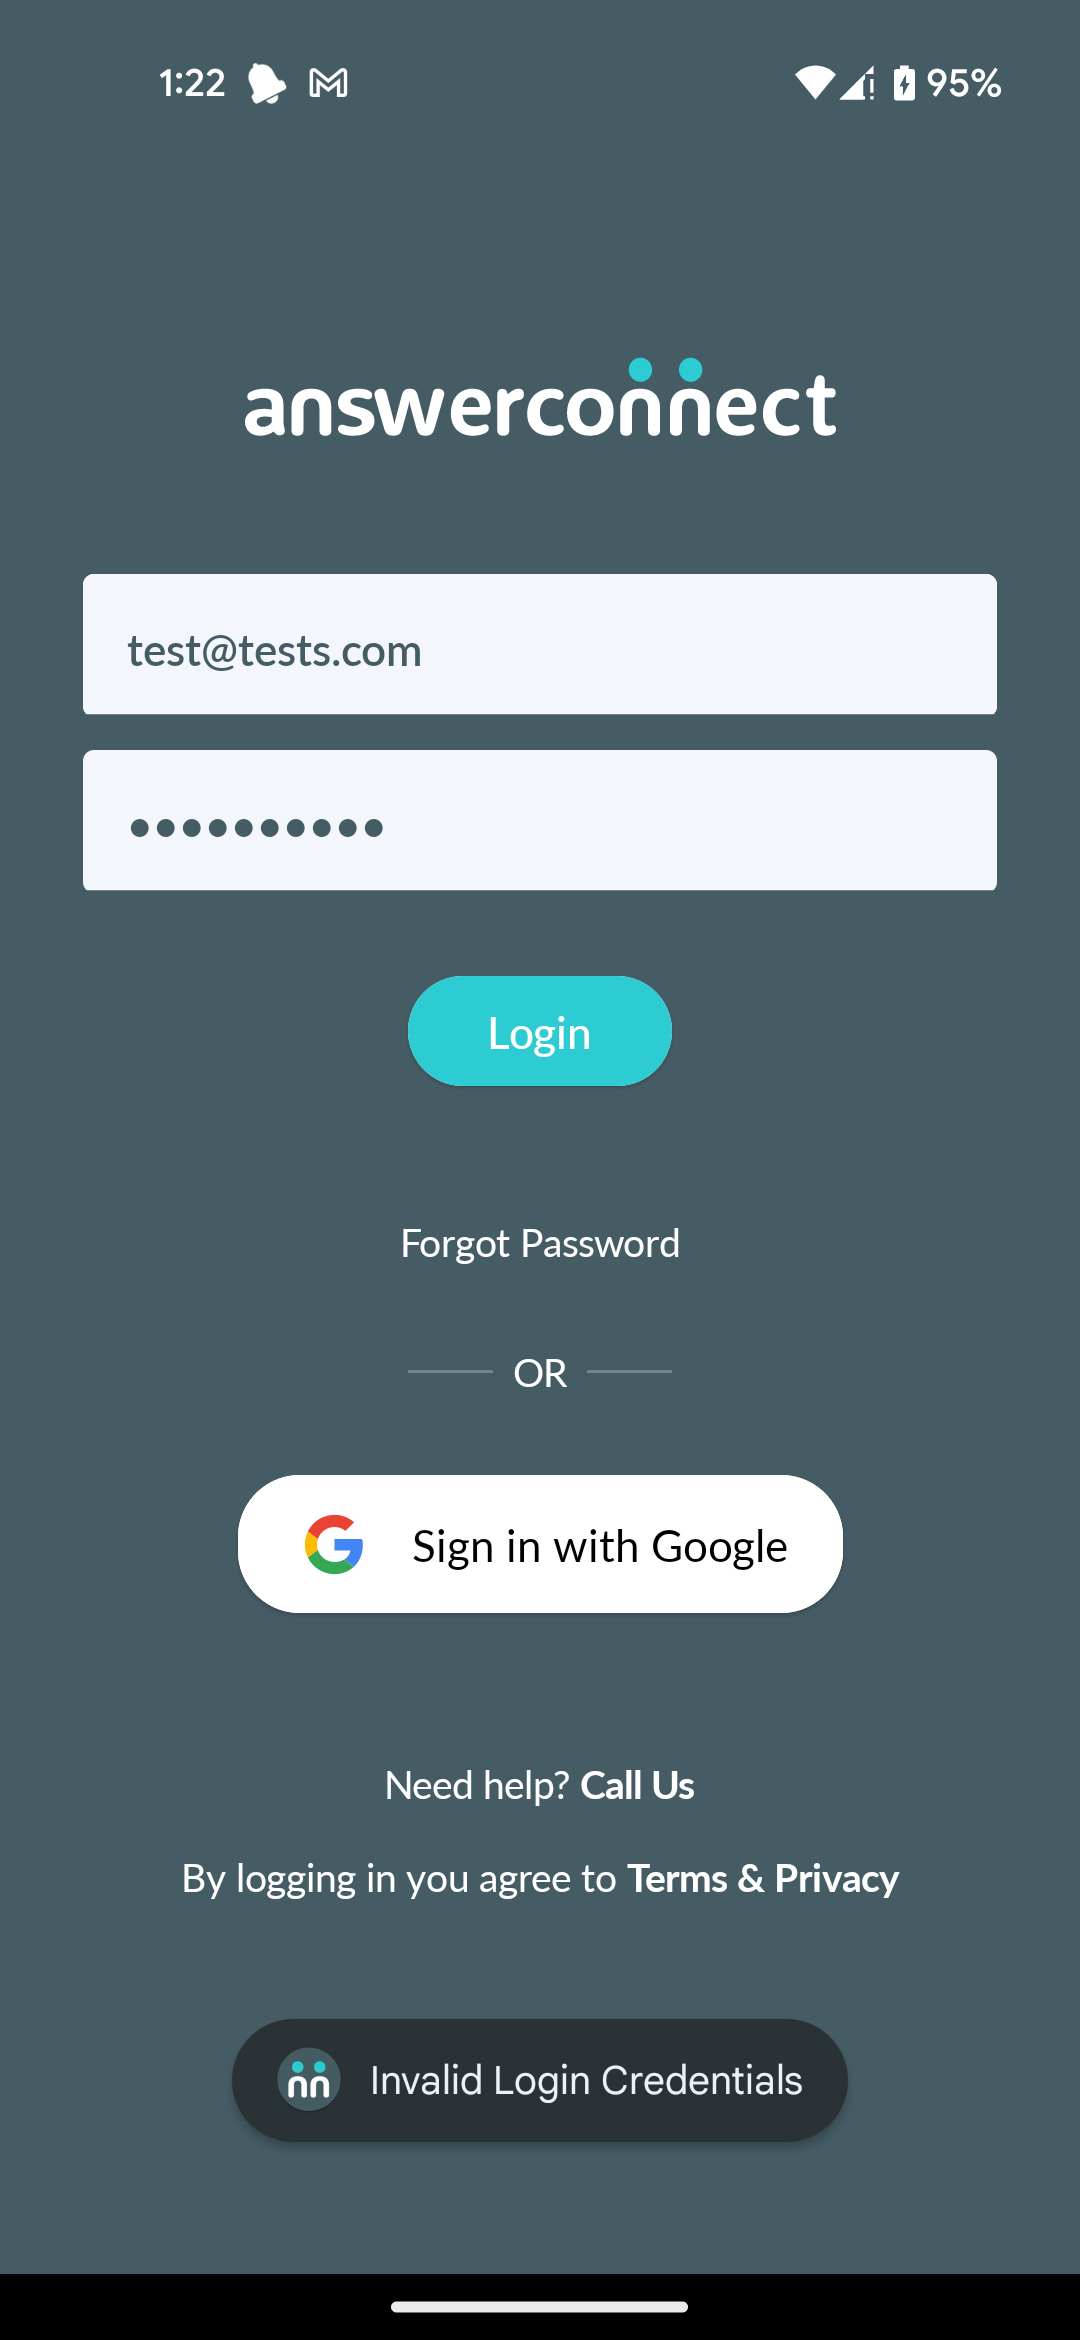 1:22 95%
answerconnect
test@tests.com
••••••••••
Login
Forgot Password
OR
Sign in with Google
Need help? Call Us
By logging in you agree to Terms & Privacy
Invalid Login Credentials